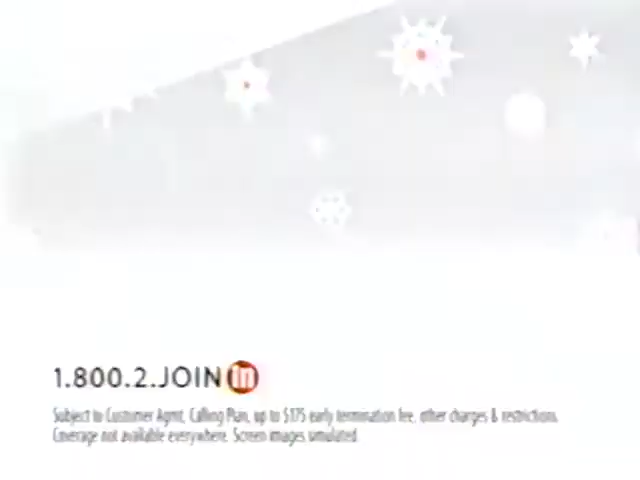 1.800.2.JOIN in
Subject to Customer Agmt, Calling Plan, up to $175 early termination fee, other charges & restrictions.
Coverage not available everywhere. Screen images simulated.